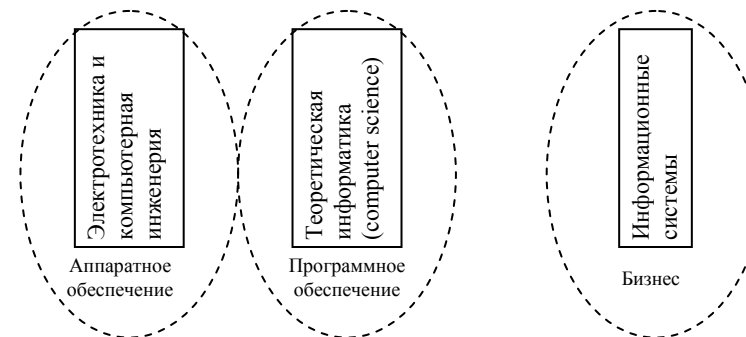 Электротехника и
компьютерная
инженерия
Аппаратное
обеспечение
Теоретическая
информатика
(computer science)
Программное
обеспечение
Информационные
системы
Бизнес